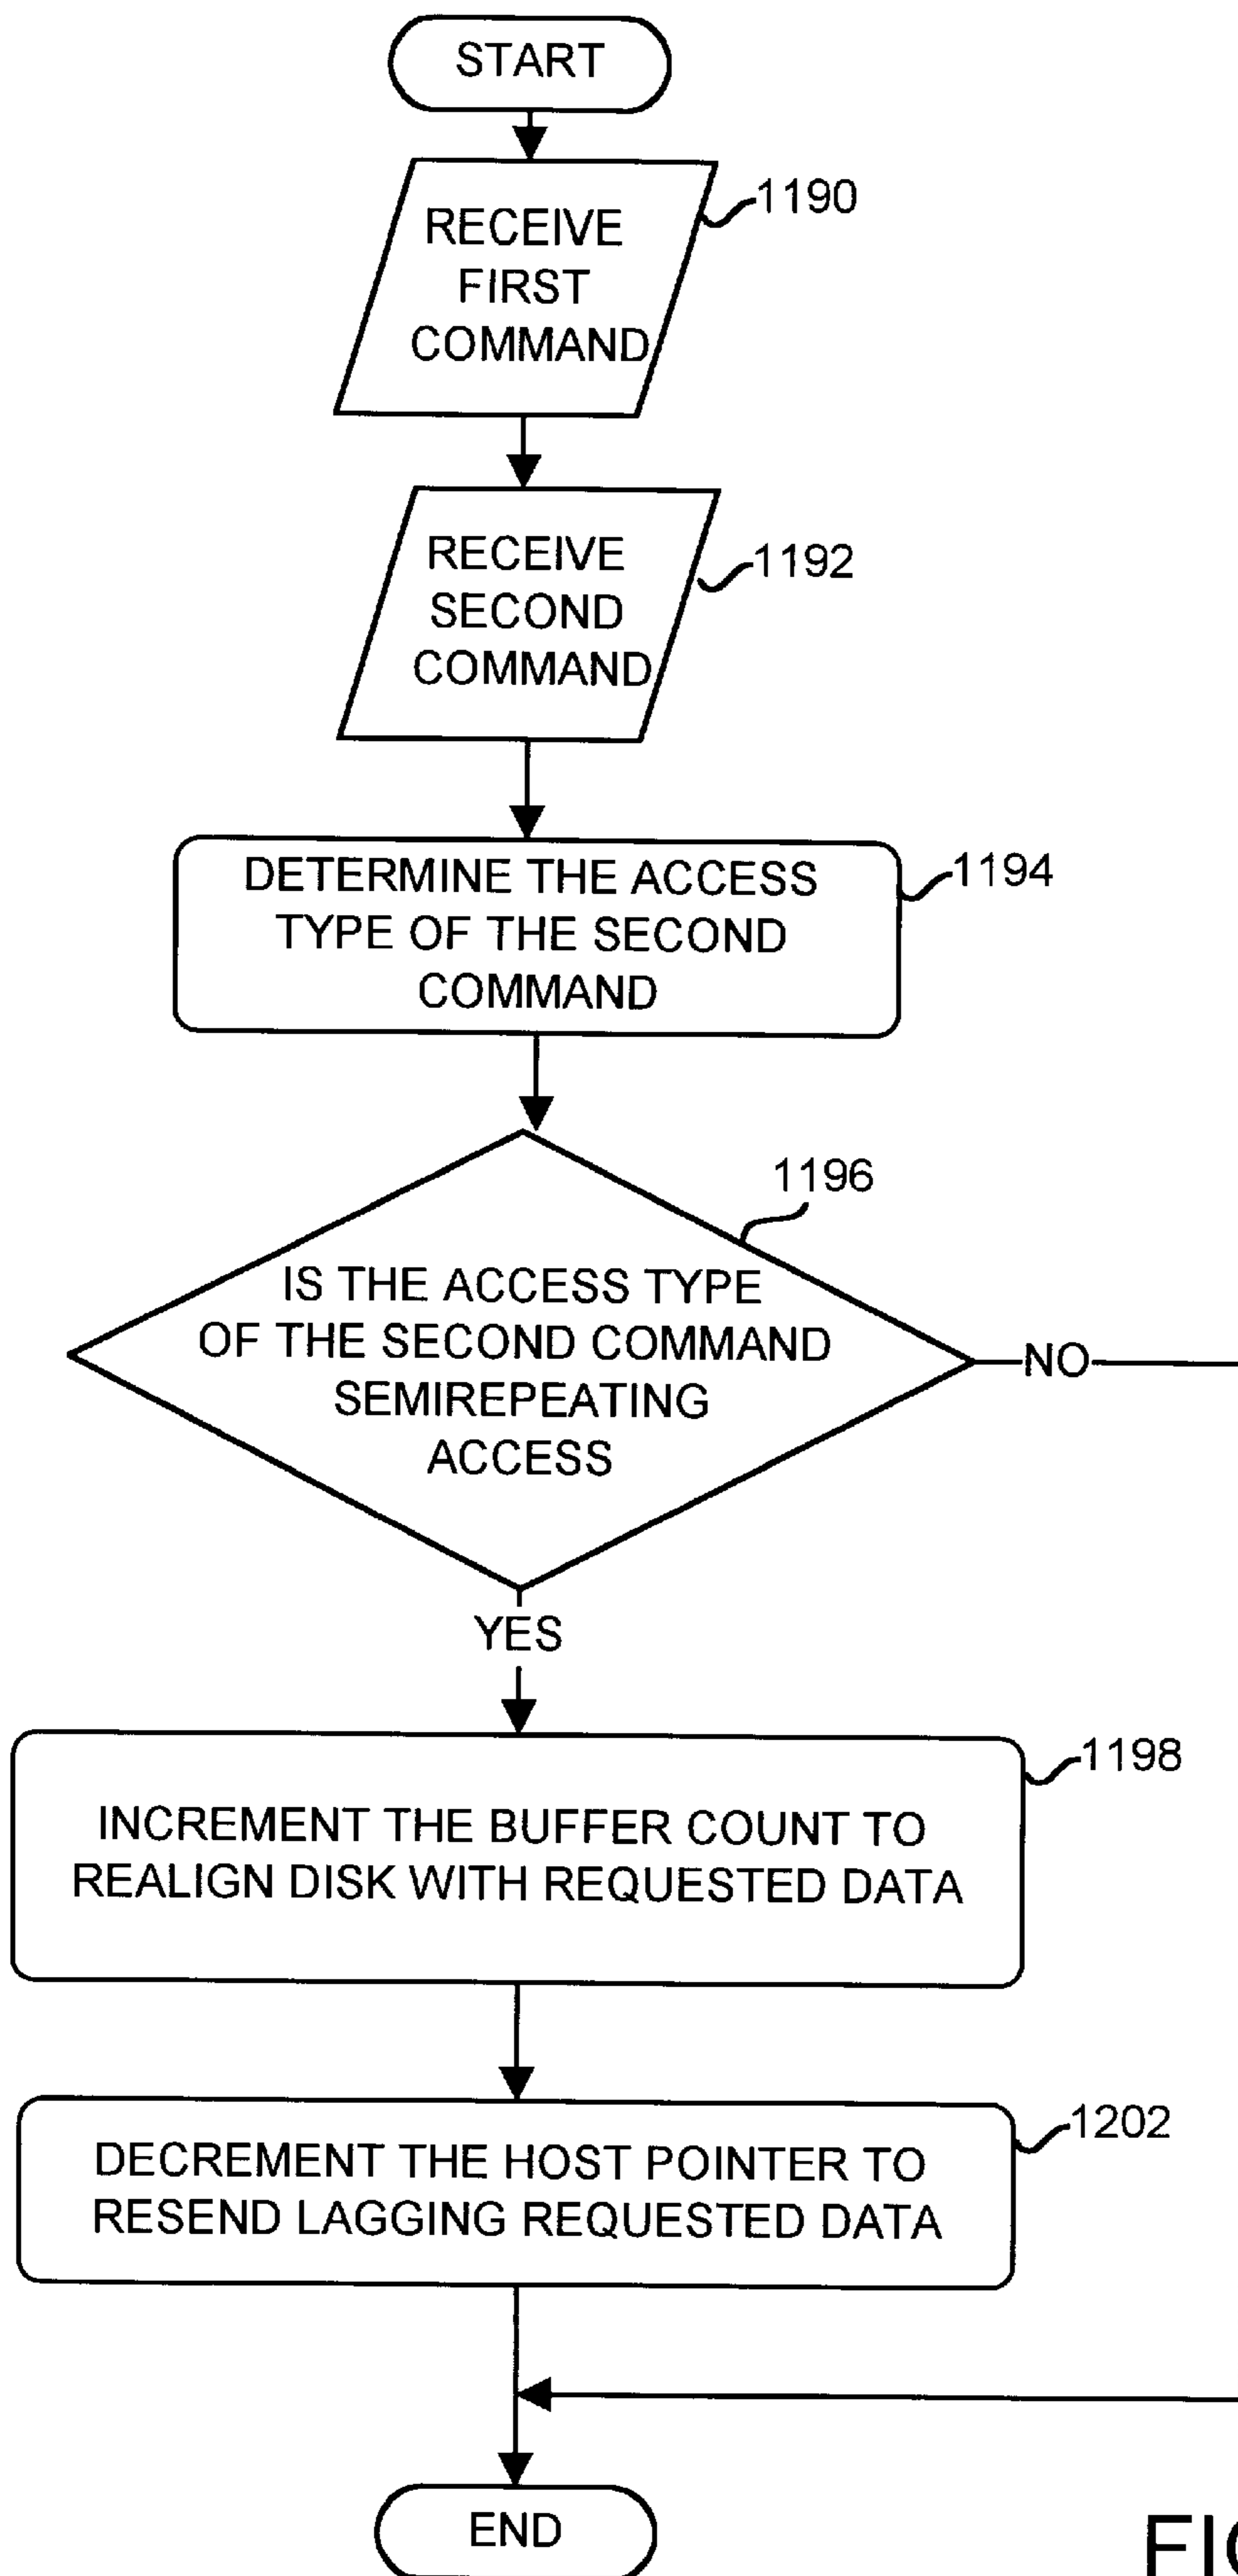 START
RECEIVE
FIRST
COMMAND
1190
RECEIVE
SECOND
COMMAND
1192
DETERMINE THE ACCESS
TYPE OF THE SECOND
COMMAND
1194
1196
IS THE ACCESS TYPE
OF THE SECOND COMMAND
SEMIREPEATING
ACCESS
NO
YES
1198
INCREMENT THE BUFFER COUNT TO
REALIGN DISK WITH REQUESTED DATA
1202
DECREMENT THE HOST POINTER TO
RESEND LAGGING REQUESTED DATA
END